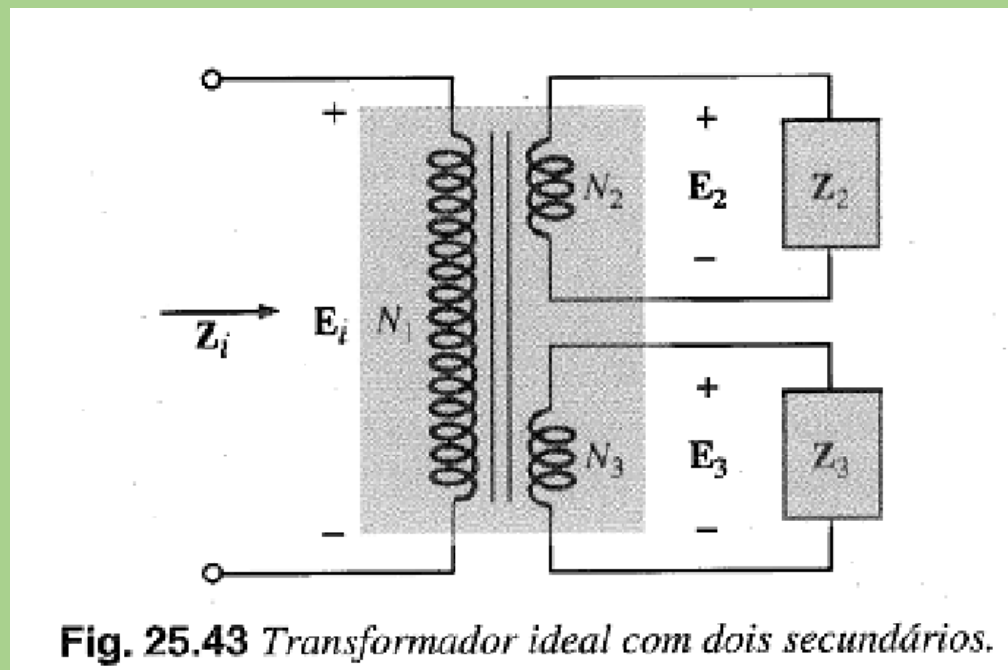 + + N₂ E₂ Z₂ −
Zᵢ Eᵢ N₁
− + N₃ E₃ Z₃ −
Fig. 25.43 Transformador ideal com dois secundários.